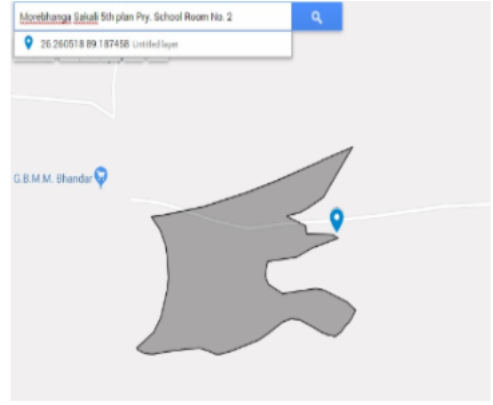 Morebhanga Sakali 5th plan Pry. School Room No. 2
26.260518 89.187458 Untitled layer
G.B.M.M. Bhandar